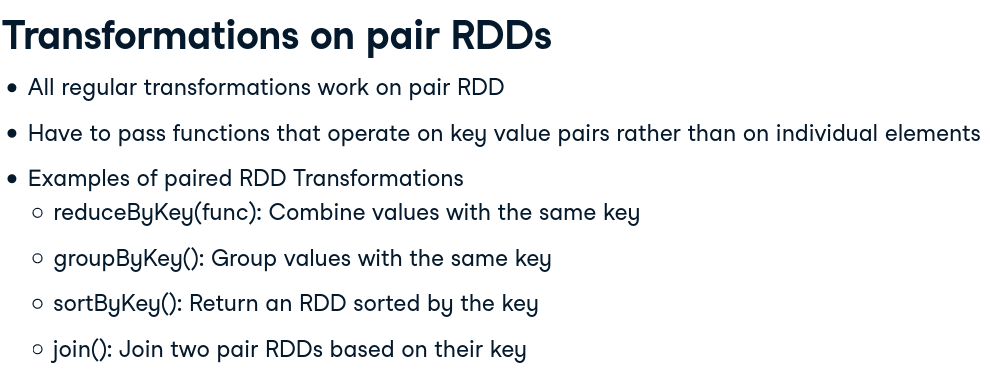 Transformations on pair RDDs
• All regular transformations work on pair RDD
• Have to pass functions that operate on key value pairs rather than on individual elements
• Examples of paired RDD Transformations
○ reduceByKey(func): Combine values with the same key
○ groupByKey(): Group values with the same key
○ sortByKey(): Return an RDD sorted by the key
○ join(): Join two pair RDDs based on their key